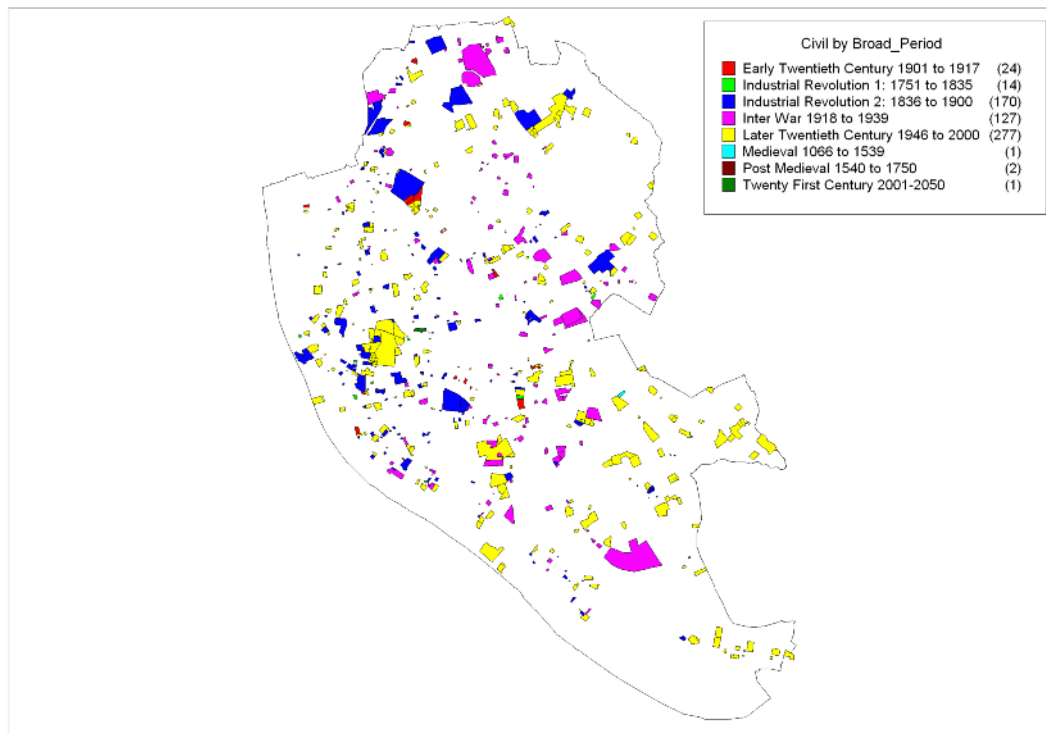 Civil by Broad_Period
Early Twentieth Century 1901 to 1917 (24)
Industrial Revolution 1: 1751 to 1835 (14)
Industrial Revolution 2: 1836 to 1900 (170)
Inter War 1918 to 1939 (127)
Later Twentieth Century 1946 to 2000 (277)
Medieval 1066 to 1539 (1)
Post Medieval 1540 to 1750 (2)
Twenty First Century 2001-2050 (1)